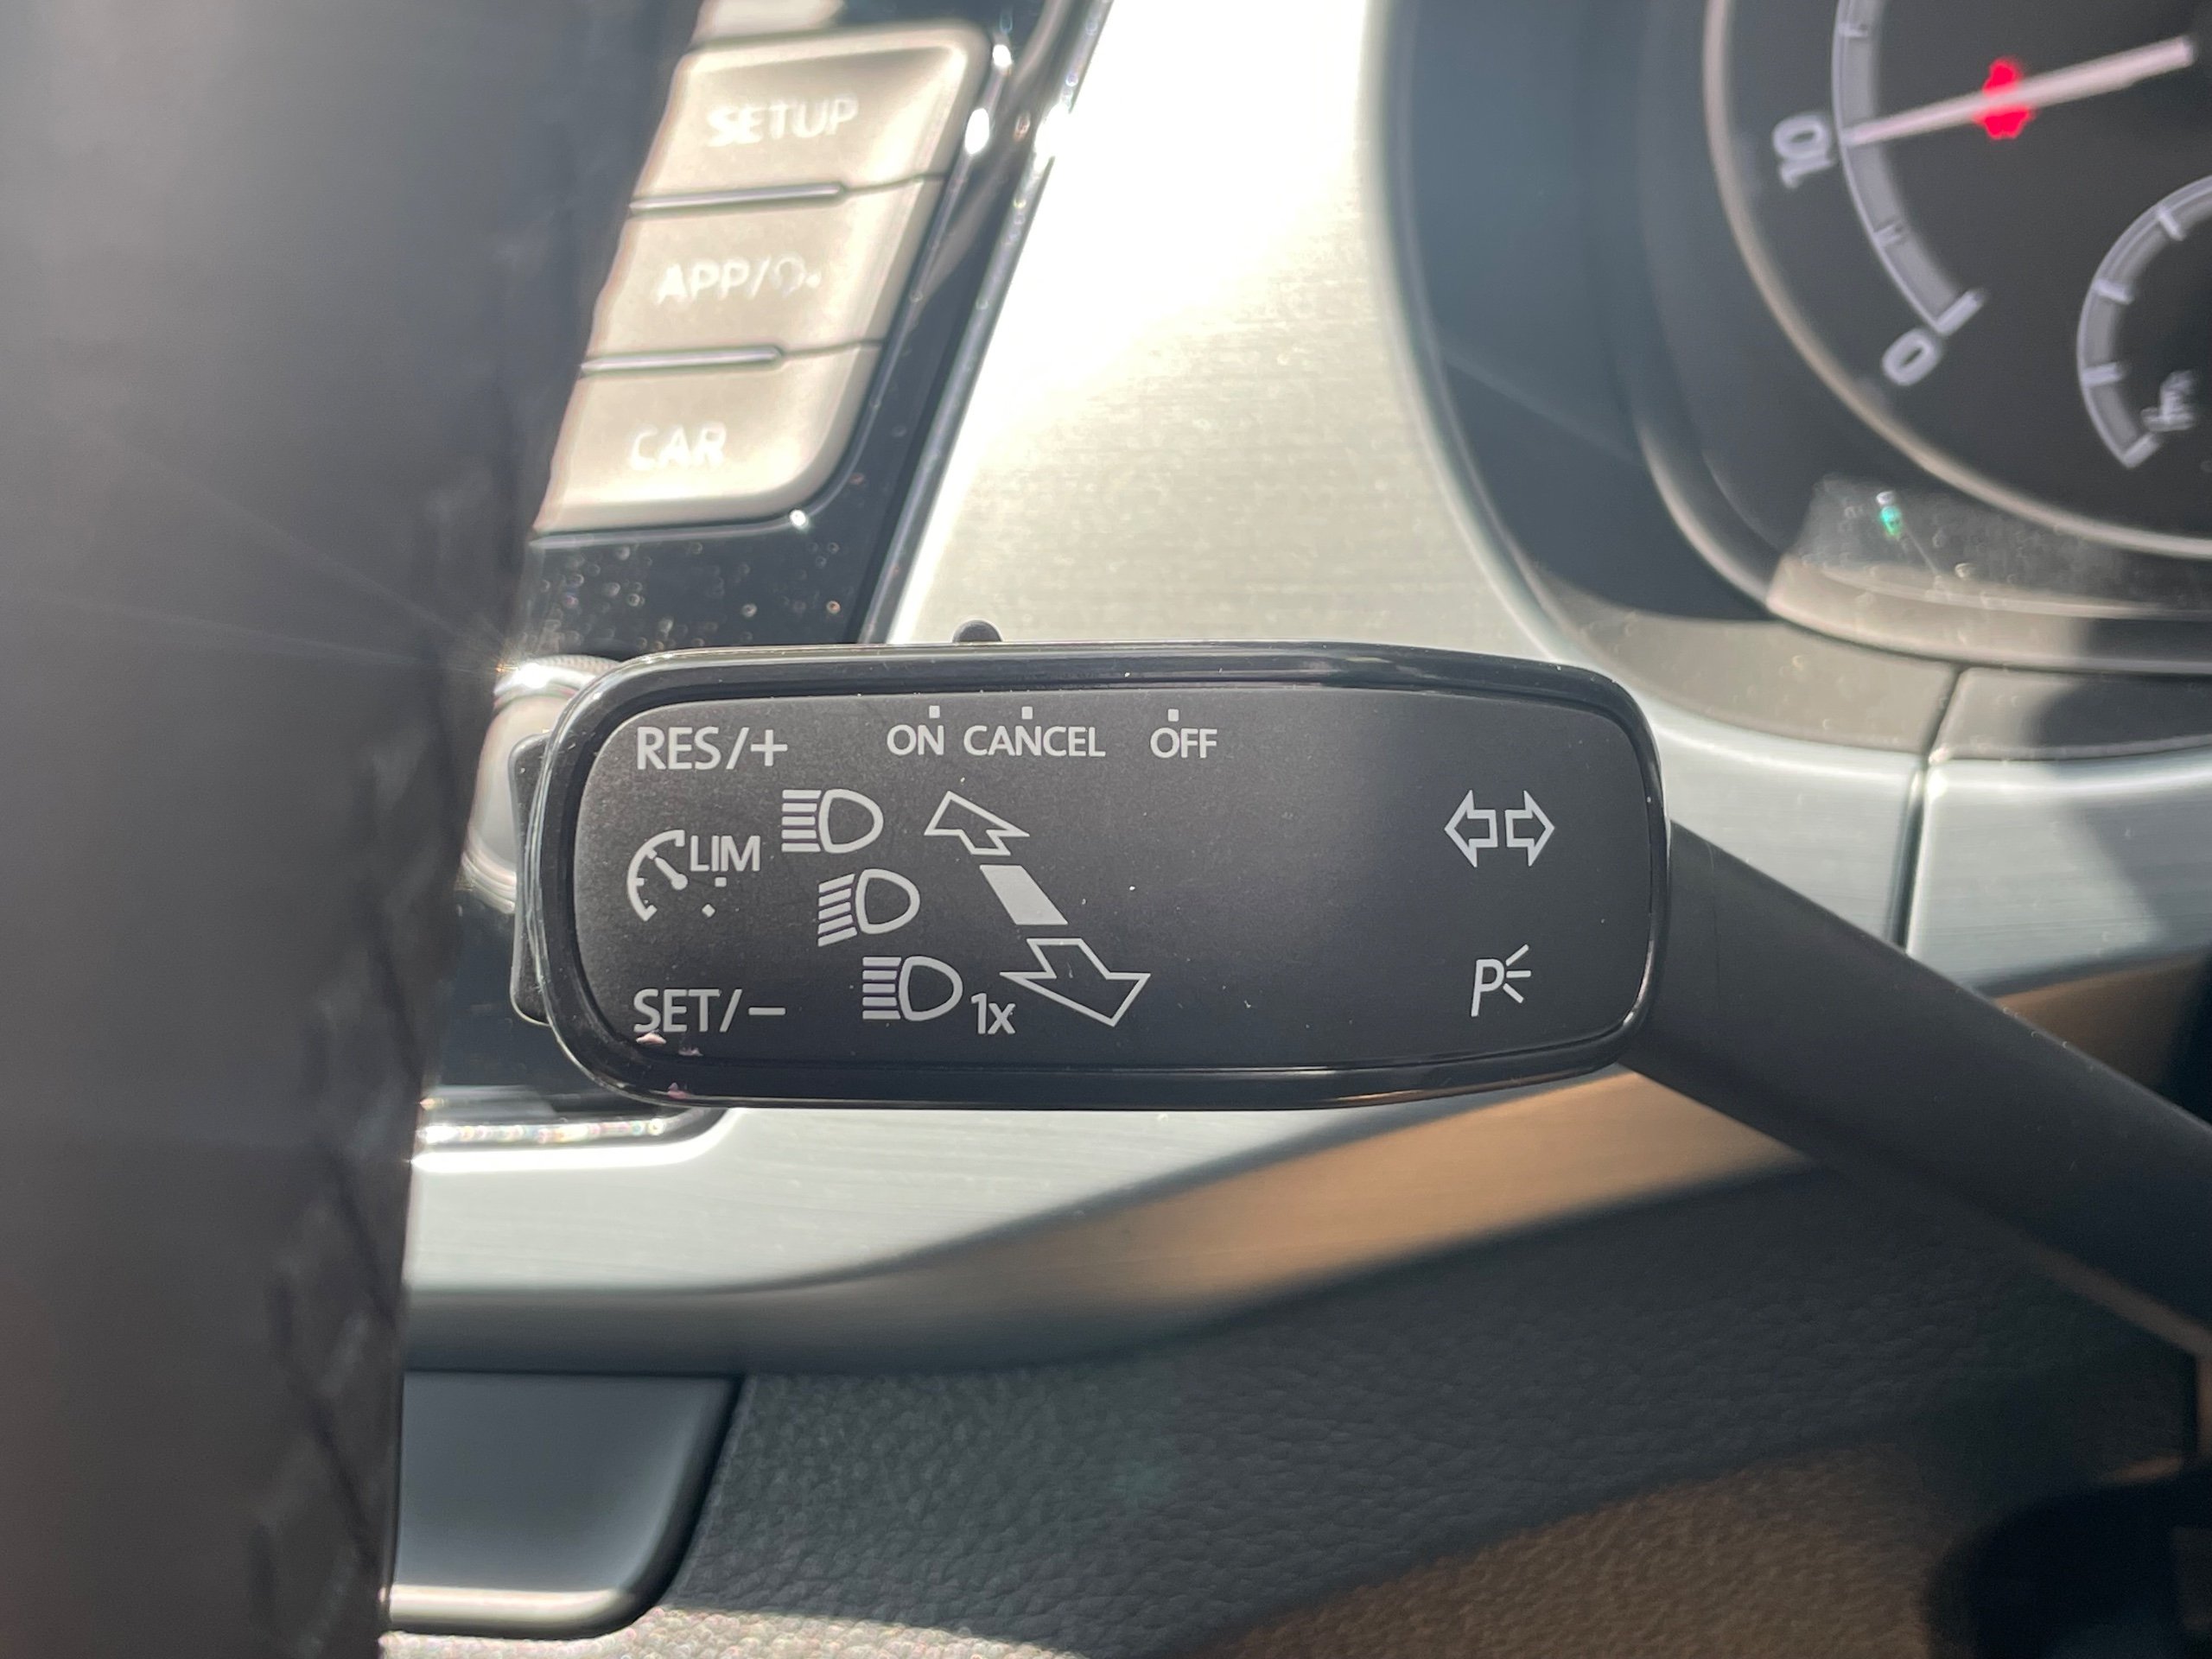 SETUP
APP/
CAR
10
0
RES/+
ON CANCEL OFF
LIM
SET/−
1x
P